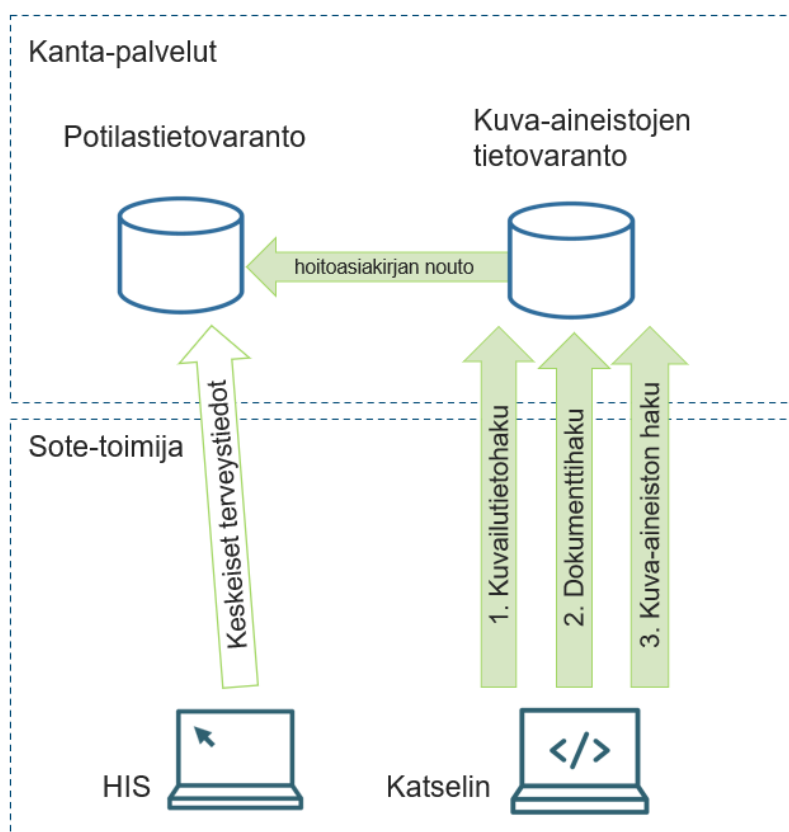 Kanta-palvelut
Potilastietovaranto
Kuva-aineistojen
tietovaranto
hoitoasiakirjan nouto
Sote-toimija
Keskeiset terveystiedot
1. Kuvailutietohaku
2. Dokumenttihaku
3. Kuva-aineiston haku
HIS
</>
Katselin